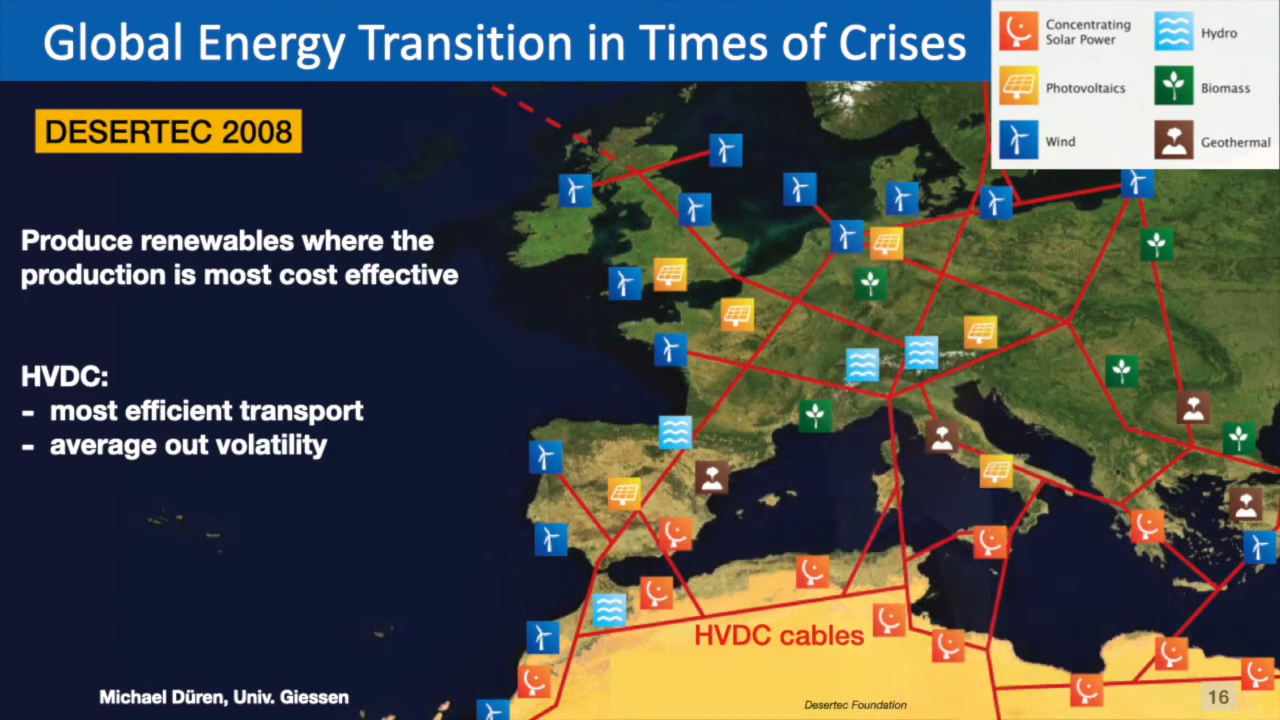 Global Energy Transition in Times of Crises
Concentrating
Solar Power
Hydro
Photovoltaics
Biomass
Wind
Geothermal
DESERTEC 2008
Produce renewables where the
production is most cost effective
HVDC:
- most efficient transport
- average out volatility
HVDC cables
Michael Düren, Univ. Giessen
Desertec Foundation
16